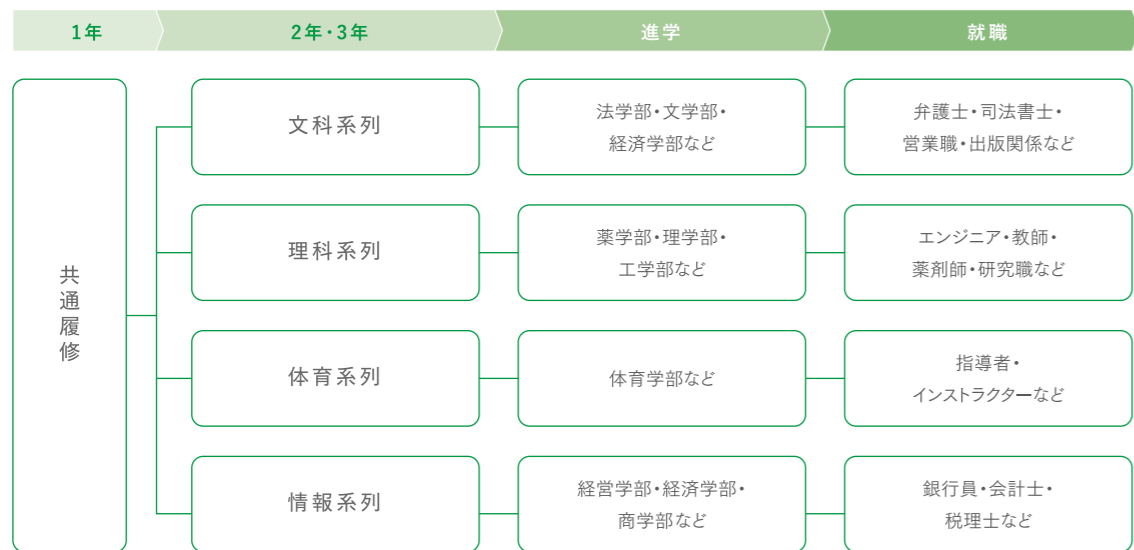 1年
2年・3年
進学
就職
共通履修
文科系列
法学部・文学部・
経済学部など
弁護士・司法書士・
営業職・出版関係など
理科系列
薬学部・理学部・
工学部など
エンジニア・教師・
薬剤師・研究職など
体育系列
体育学部など
指導者・
インストラクターなど
情報系列
経営学部・経済学部・
商学部など
銀行員・会計士・
税理士など